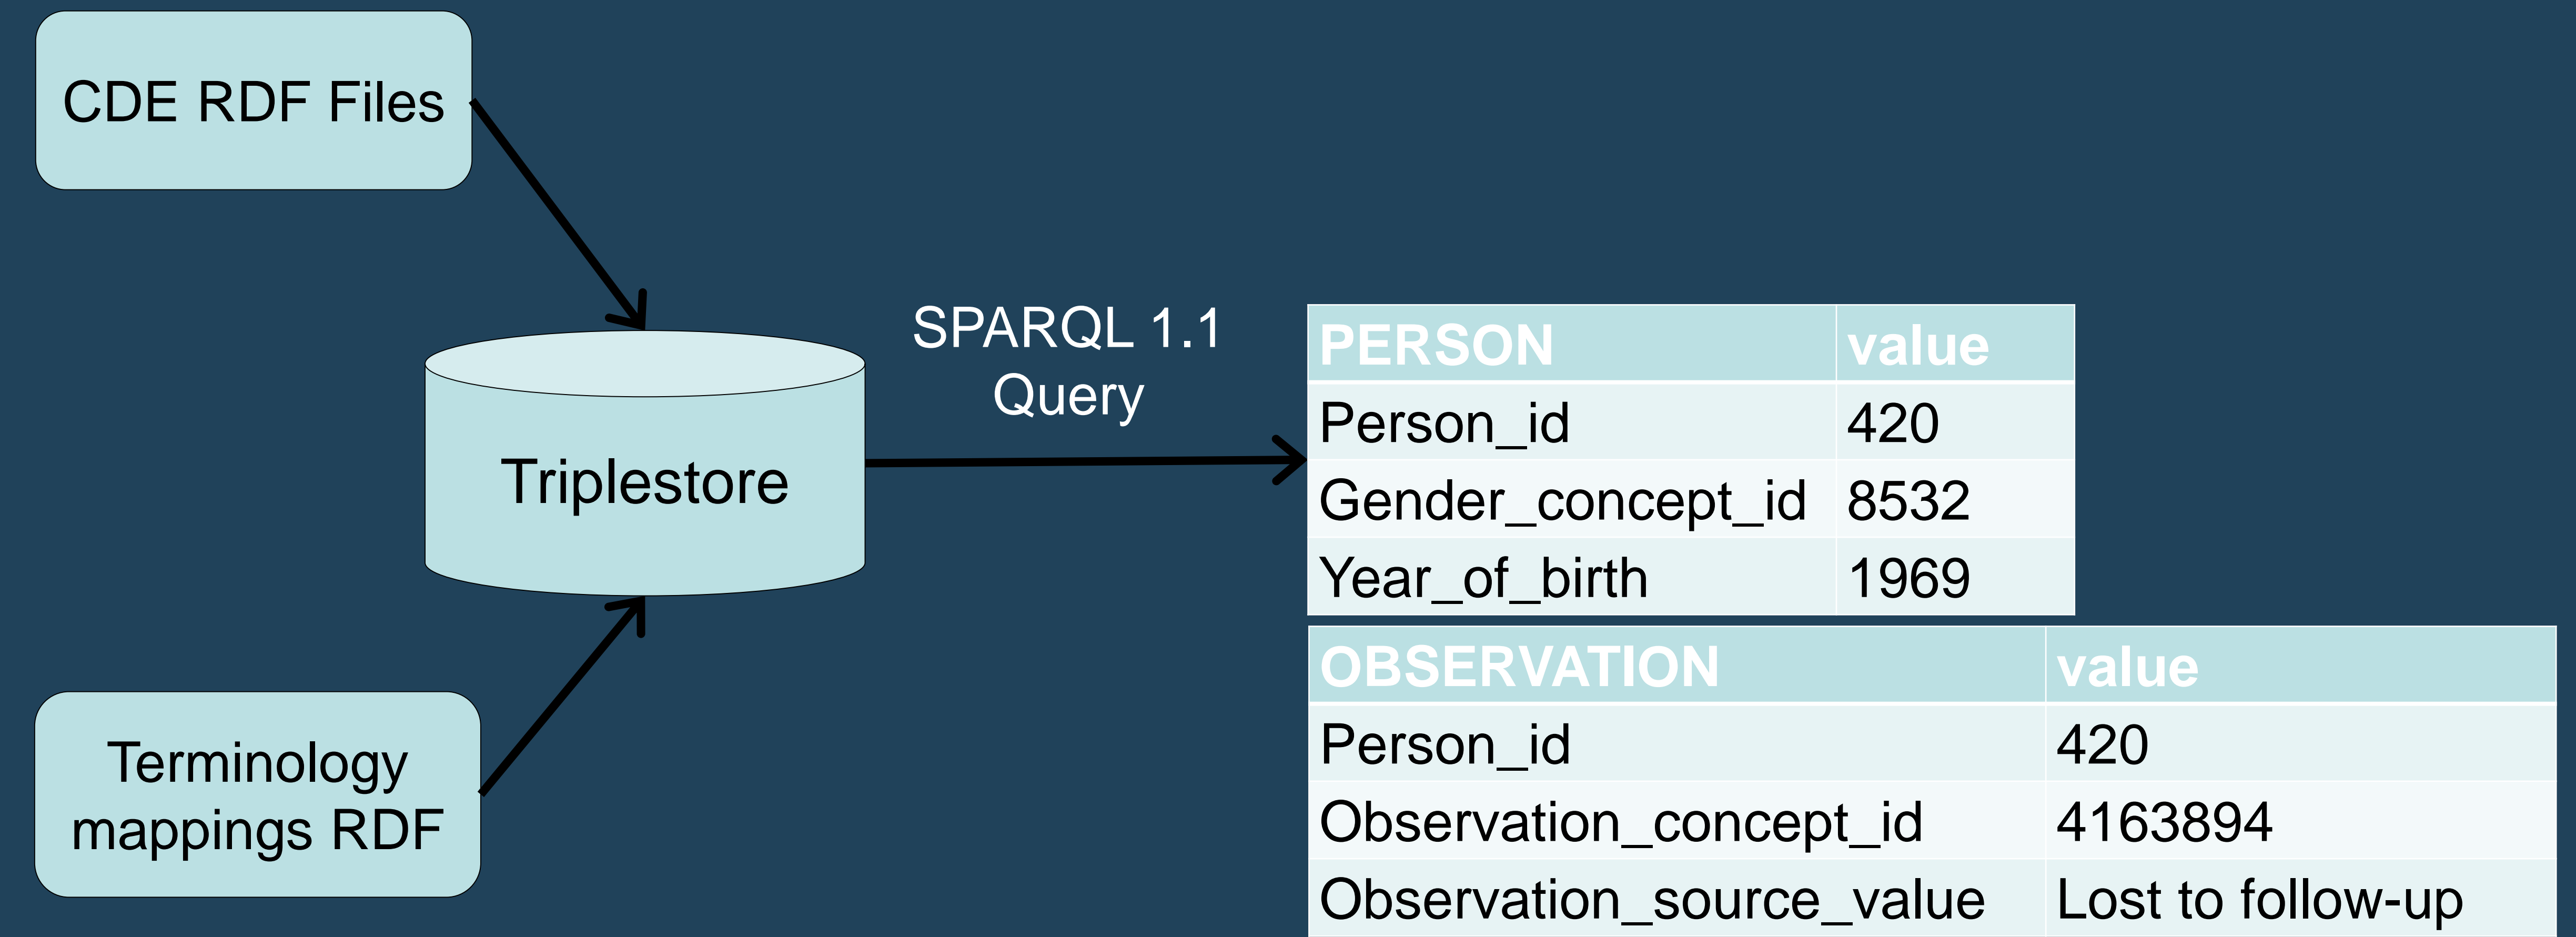 CDE RDF Files
Triplestore
Terminology
mappings RDF
SPARQL 1.1
Query
PERSON value
Person_id 420
Gender_concept_id 8532
Year_of_birth 1969
OBSERVATION value
Person_id 420
Observation_concept_id 4163894
Observation_source_value Lost to follow-up